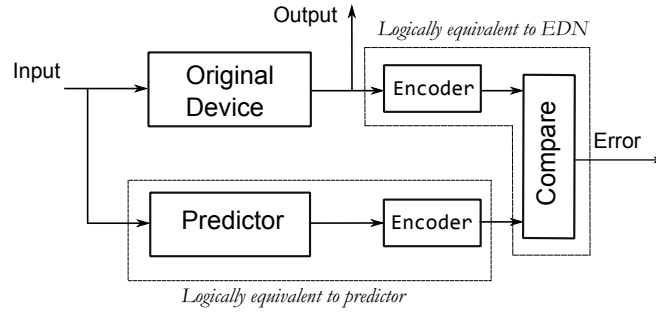 Output
Logically equivalent to EDN
Input
Original
Device
Encoder
Compare
Error
Predictor
Encoder
Logically equivalent to predictor